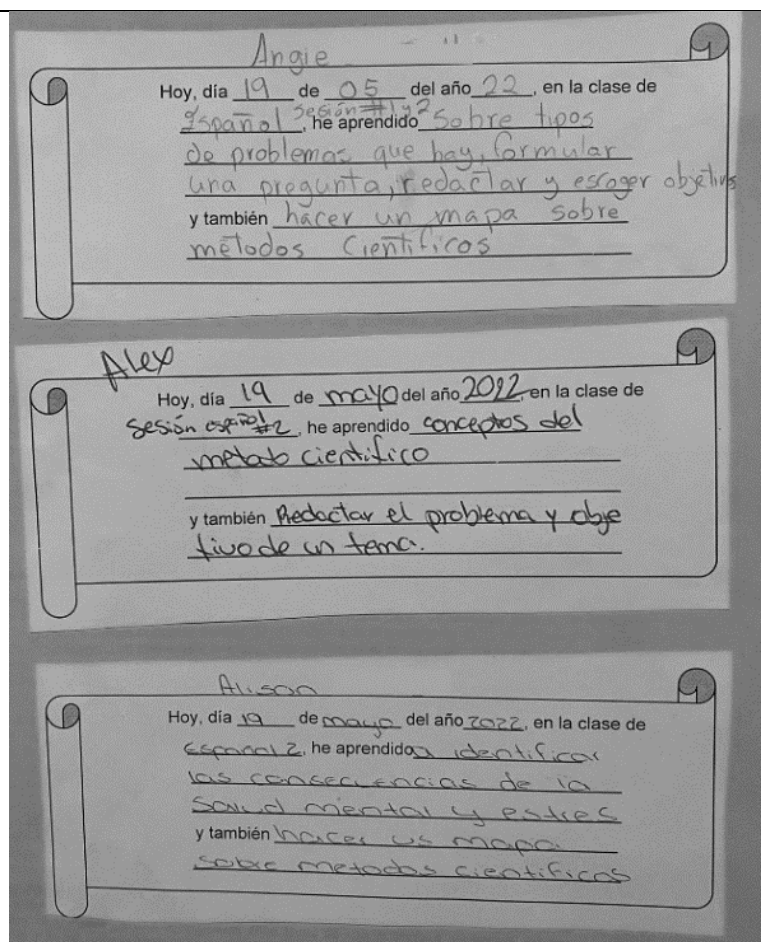 Angie
Hoy, día 19 de 05 del año 22, en la clase de
Sesión #1 y 2
Español, he aprendido Sobre tipos
de problemas que hay, formular
una pregunta, redactar y escoger objetivos
y también hacer un mapa sobre
métodos Científicos
Alex
Hoy, día 19 de mayo del año 2022, en la clase de
Sesión español #2, he aprendido conceptos del
metodo cientifico
y también Redactar el problema y obje
tivo de un tema.
Alison
Hoy, día 19 de mayo del año 2022, en la clase de
Español 2, he aprendido a identificar
las consecuencias de la
Salud mental y estres
y también hacer us mapa
sobre metodos cientificos